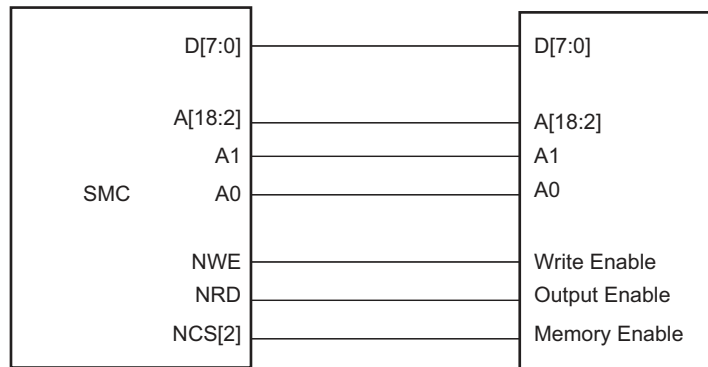 D[7:0] D[7:0]
A[18:2] A[18:2]
A1 A1
SMC A0 A0
NWE Write Enable
NRD Output Enable
NCS[2] Memory Enable